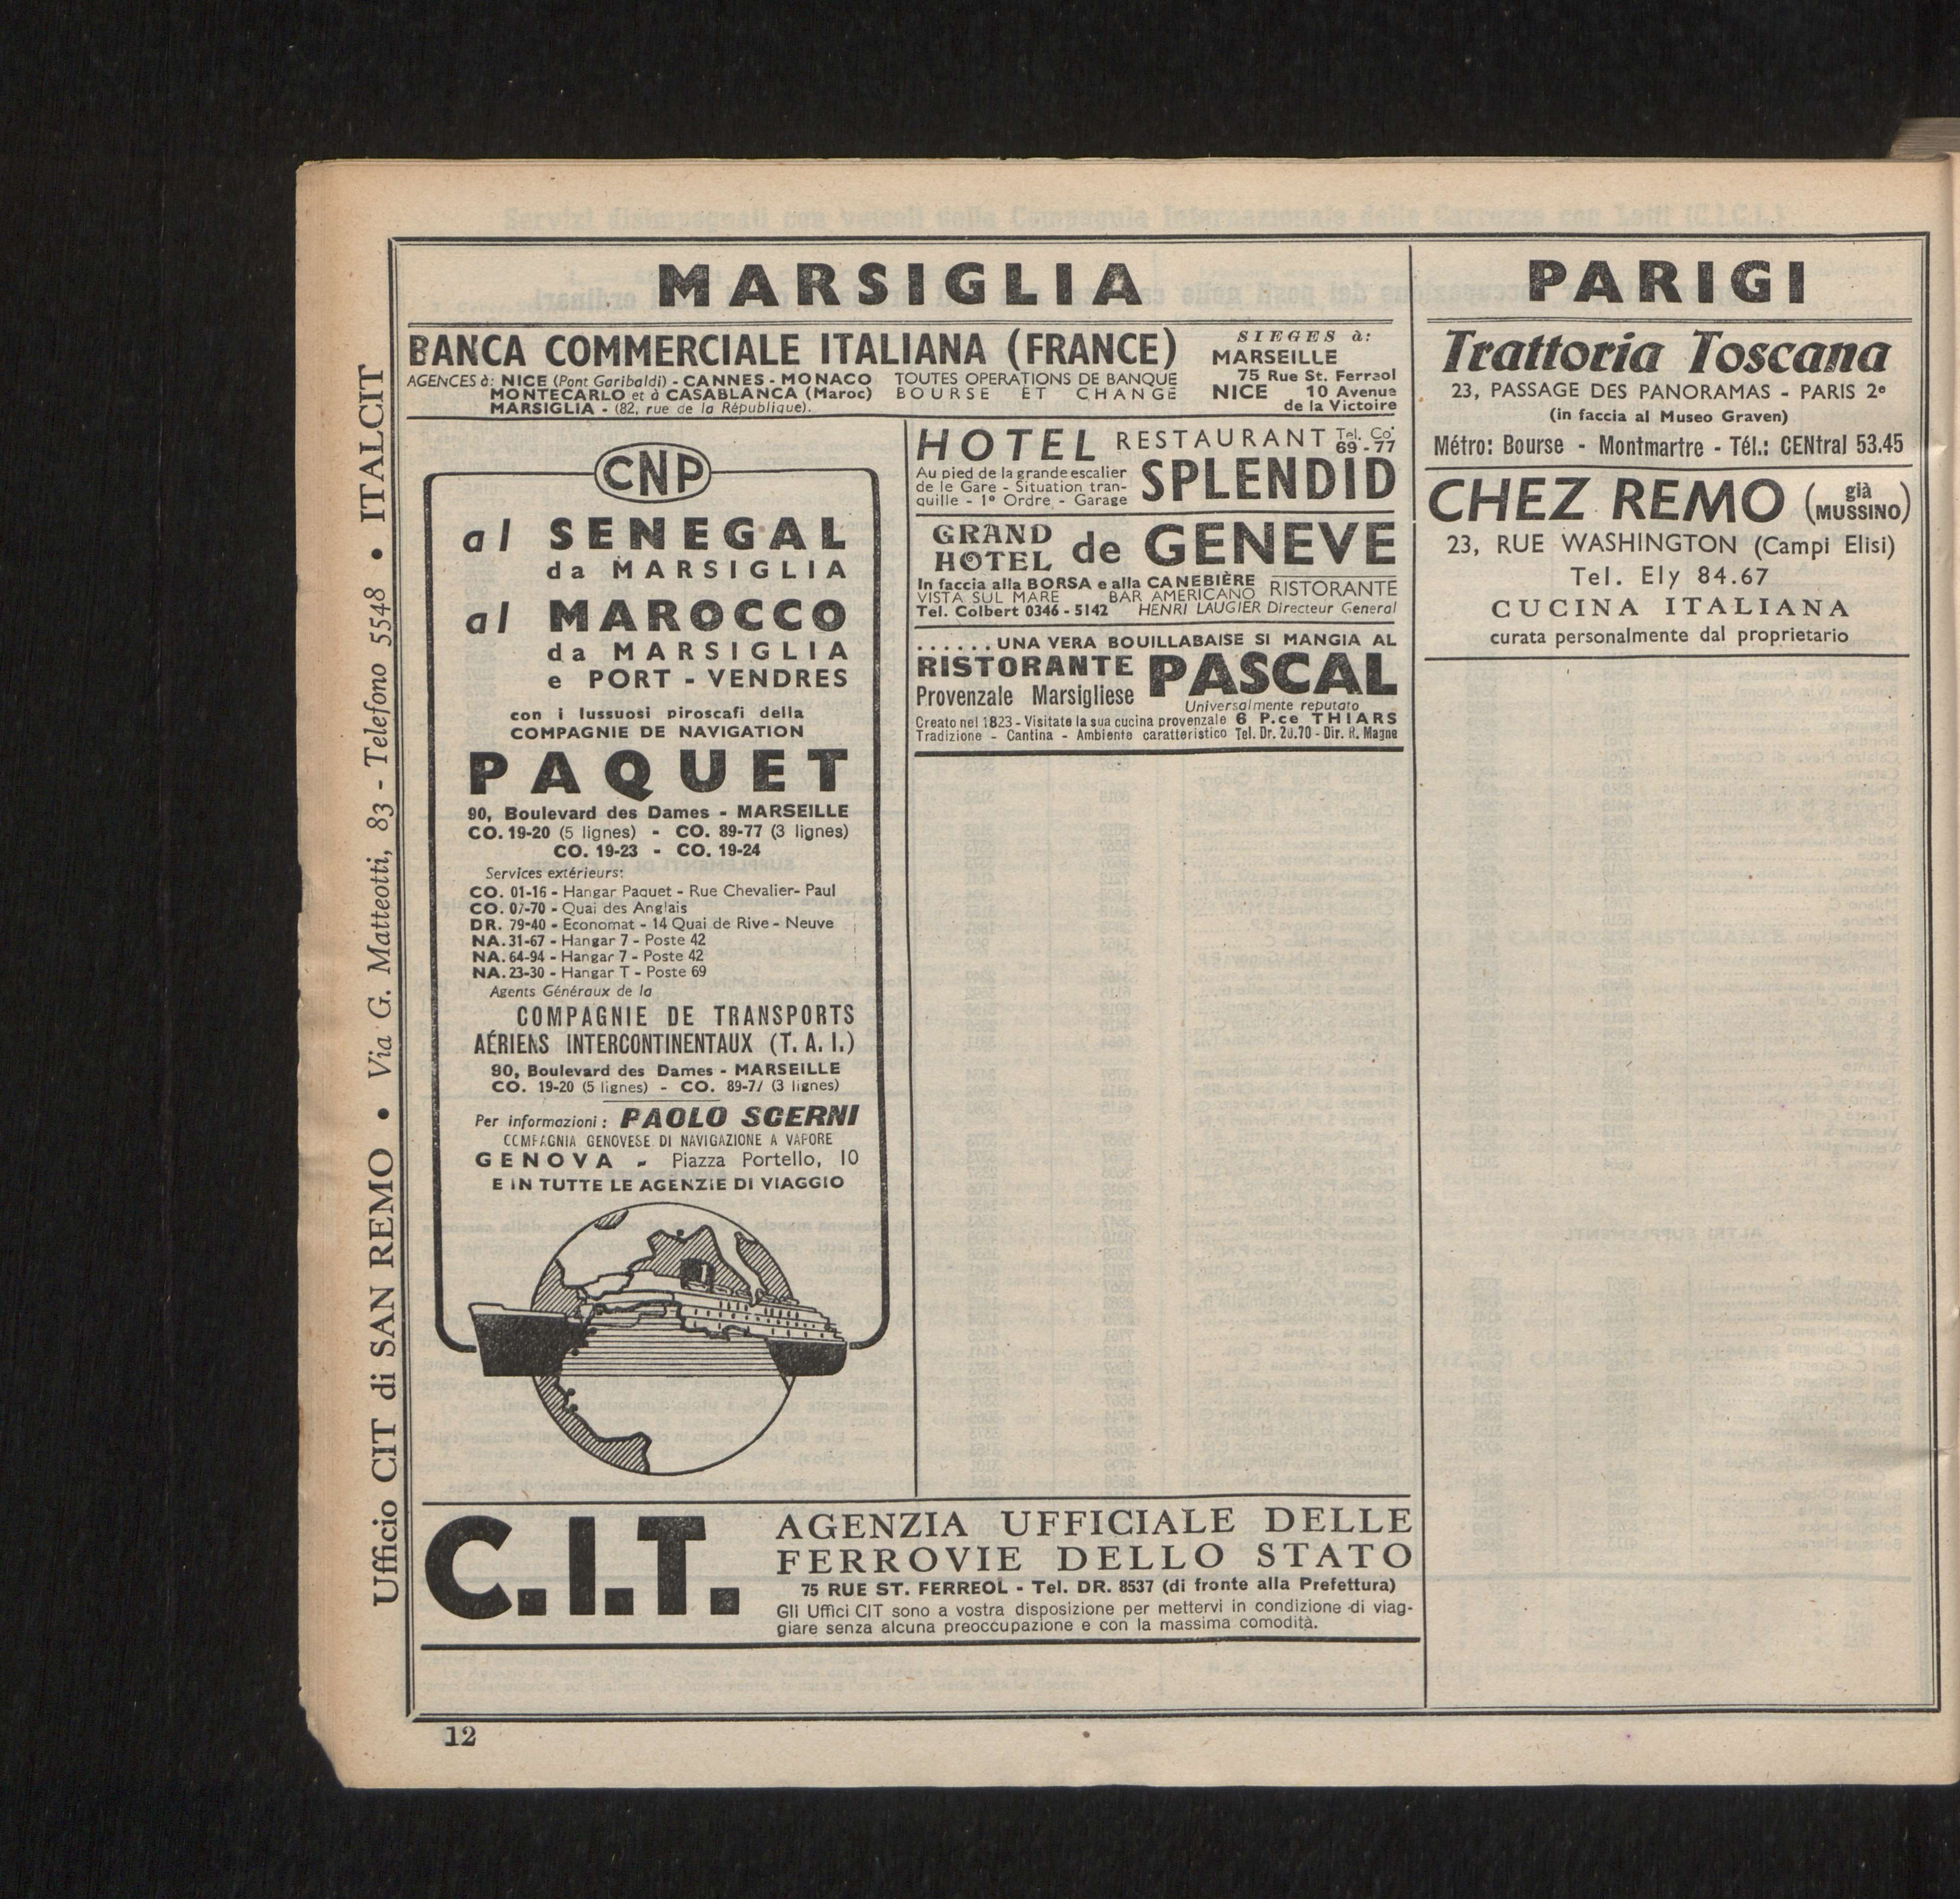 Ufficio CIT di SAN REMO • Via G. Matteotti, 83 - Telefono 5548 • ITALCIT
MARSIGLIA
BANCA COMMERCIALE ITALIANA (FRANCE)
AGENCES à: NICE (Pont Garibaldi) - CANNES - MONACO
MONTECARLO et à CASABLANCA (Maroc)
MARSIGLIA - (82, rue de la République).
TOUTES OPERATIONS DE BANQUE
BOURSE ET CHANGE
SIEGES à:
MARSEILLE
75 Rue St. Ferraol
NICE 10 Avenue
de la Victoire
CNP
al SENEGAL
da MARSIGLIA
al MAROCCO
da MARSIGLIA
e PORT - VENDRES
con i lussuosi piroscafi della
COMPAGNIE DE NAVIGATION
PAQUET
90, Boulevard des Dames - MARSEILLE
CO. 19-20 (5 lignes) - CO. 89-77 (3 lignes)
CO. 19-23 - CO. 19-24
Services extérieurs:
CO. 01-16 - Hangar Paquet - Rue Chevalier- Paul
CO. 07-70 - Quai des Anglais
DR. 79-40 - Economat - 14 Quai de Rive - Neuve
NA. 31-67 - Hangar 7 - Poste 42
NA. 64-94 - Hangar 7 - Poste 42
NA. 23-30 - Hangar T - Poste 69
Agents Généraux de la
COMPAGNIE DE TRANSPORTS
AÉRIENS INTERCONTINENTAUX (T. A. I.)
90, Boulevard des Dames - MARSEILLE
CO. 19-20 (5 lignes) - CO. 89-7/ (3 lignes)
Per informazioni: PAOLO SCERNI
COMPAGNIA GENOVESE DI NAVIGAZIONE A VAPORE
GENOVA - Piazza Portello, 10
E IN TUTTE LE AGENZIE DI VIAGGIO
HOTEL RESTAURANT Tel. Co.
69 - 77
Au pied de la grande escalier
de le Gare - Situation tran-
quille - 1º Ordre - Garage
SPLENDID
GRAND
HOTEL de GENEVE
In faccia alla BORSA e alla CANEBIÈRE
VISTA SUL MARE BAR AMERICANO RISTORANTE
Tel. Colbert 0346 - 5142 HENRI LAUGIER Directeur General
......UNA VERA BOUILLABAISE SI MANGIA AL
RISTORANTE PASCAL
Provenzale Marsigliese
Universalmente reputato
Creato nel 1823 - Visitate la sua cucina provenzale 6 P.ce THIARS
Tradizione - Cantina - Ambiente caratteristico Tel. Dr. 20.70 - Dir. R. Magne
C.I.T.
AGENZIA UFFICIALE DELLE
FERROVIE DELLO STATO
75 RUE ST. FERREOL - Tel. DR. 8537 (di fronte alla Prefettura)
Gli Uffici CIT sono a vostra disposizione per mettervi in condizione di viag-
giare senza alcuna preoccupazione e con la massima comodità.
PARIGI
Trattoria Toscana
23, PASSAGE DES PANORAMAS - PARIS 2e
(in faccia al Museo Graven)
Métro: Bourse - Montmartre - Tél.: CENtral 53.45
CHEZ REMO (già
MUSSINO)
23, RUE WASHINGTON (Campi Elisi)
Tel. Ely 84.67
CUCINA ITALIANA
curata personalmente dal proprietario
12